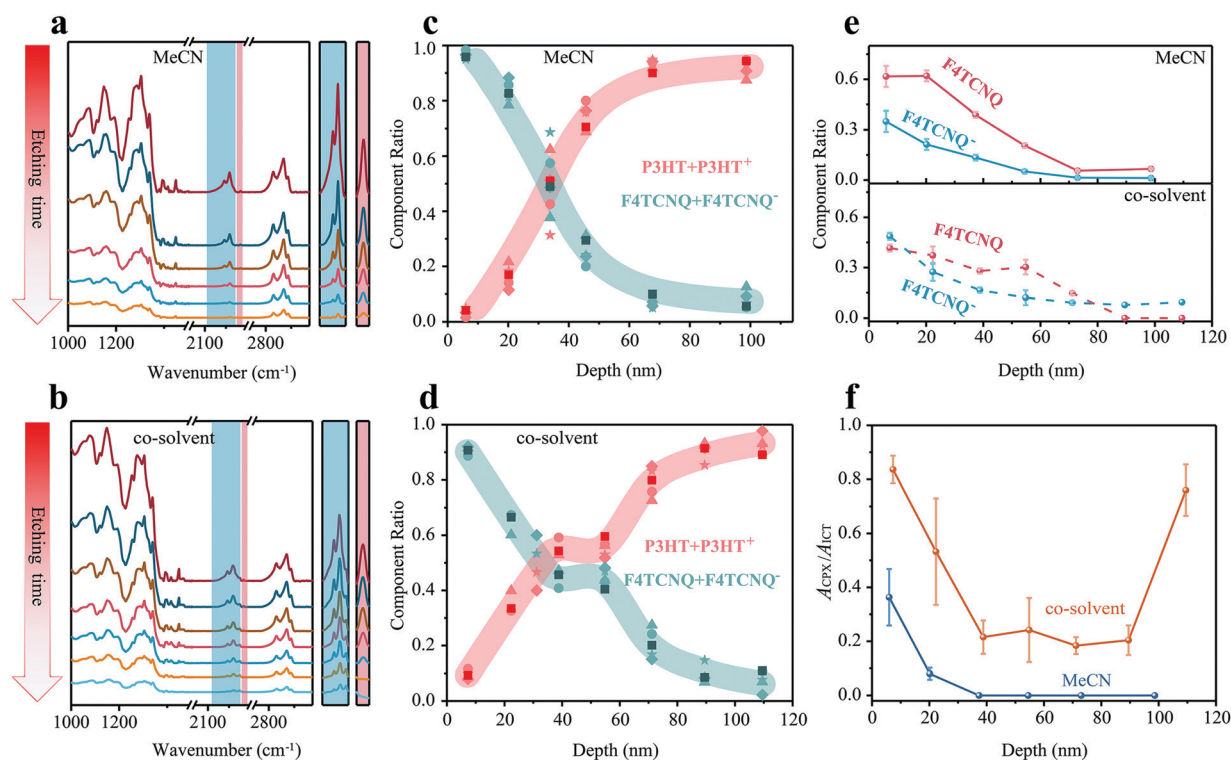 a
MeCN
Etching time
1000 1200 2100 2800
Wavenumber (cm⁻¹)
c
MeCN
P3HT+P3HT⁺
F4TCNQ+F4TCNQ⁻
Component Ratio
1.0
0.8
0.6
0.4
0.2
0.0
0 20 40 60 80 100 120
Depth (nm)
e
MeCN
F4TCNQ
F4TCNQ⁻
0.6
0.3
0.0
Component Ratio
co-solvent
F4TCNQ
F4TCNQ⁻
0.6
0.3
0.0
0 20 40 60 80 100 120
Depth (nm)
b
co-solvent
Etching time
1000 1200 2100 2800
Wavenumber (cm⁻¹)
d
co-solvent
P3HT+P3HT⁺
F4TCNQ+F4TCNQ⁻
Component Ratio
1.0
0.8
0.6
0.4
0.2
0.0
0 20 40 60 80 100 120
Depth (nm)
f
A_CPX/A_ICT
1.0
0.8
0.6
0.4
0.2
0.0
co-solvent
MeCN
0 20 40 60 80 100 120
Depth (nm)